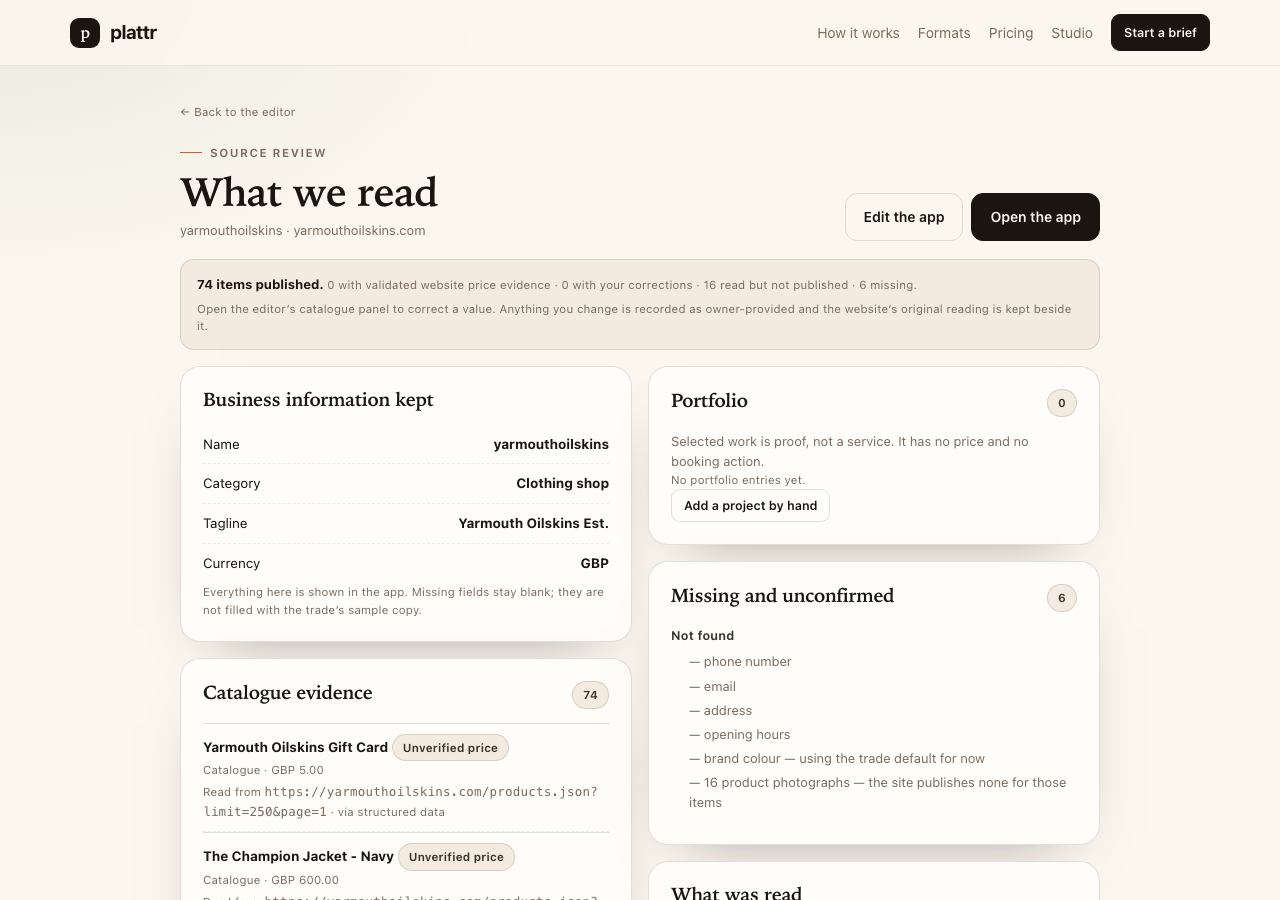 p plattr
How it works Formats Pricing Studio Start a brief
← Back to the editor
SOURCE REVIEW
What we read
yarmouthoilskins · yarmouthoilskins.com
Edit the app Open the app
74 items published. 0 with validated website price evidence · 0 with your corrections · 16 read but not published · 6 missing.
Open the editor's catalogue panel to correct a value. Anything you change is recorded as owner-provided and the website's original reading is kept beside
it.
Business information kept
Name yarmouthoilskins
Category Clothing shop
Tagline Yarmouth Oilskins Est.
Currency GBP
Everything here is shown in the app. Missing fields stay blank; they are
not filled with the trade's sample copy.
Catalogue evidence 74
Yarmouth Oilskins Gift Card Unverified price
Catalogue · GBP 5.00
Read from https://yarmouthoilskins.com/products.json?
limit=250&page=1 · via structured data
The Champion Jacket - Navy Unverified price
Catalogue · GBP 600.00
Read from https://yarmouthoilskins.com/products.json?
Portfolio 0
Selected work is proof, not a service. It has no price and no
booking action.
No portfolio entries yet.
Add a project by hand
Missing and unconfirmed 6
Not found
— phone number
— email
— address
— opening hours
— brand colour — using the trade default for now
— 16 product photographs — the site publishes none for those
items
What was read